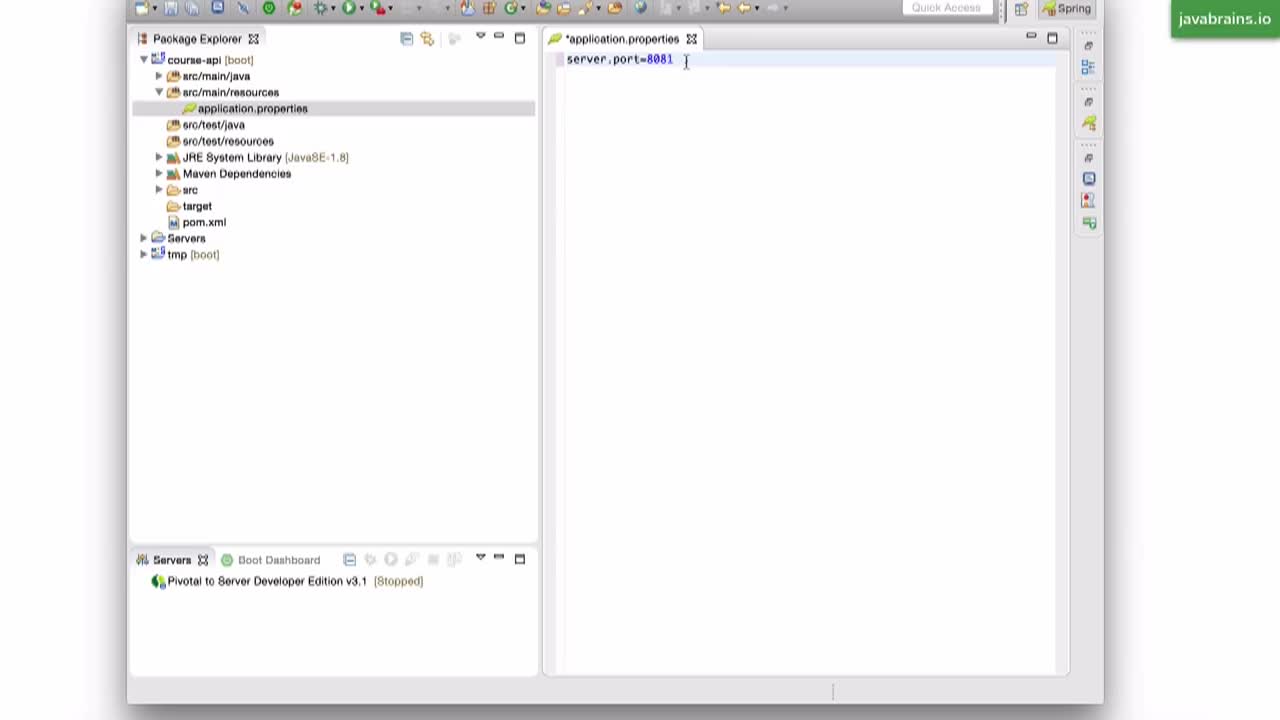 Quick Access
Spring
javabrains.io
Package Explorer
*application.properties
course-api [boot]
server.port=8081
src/main/java
src/main/resources
application.properties
src/test/java
src/test/resources
JRE System Library [JavaSE-1.8]
Maven Dependencies
src
target
pom.xml
Servers
tmp [boot]
Servers
Boot Dashboard
Pivotal tc Server Developer Edition v3.1 [Stopped]